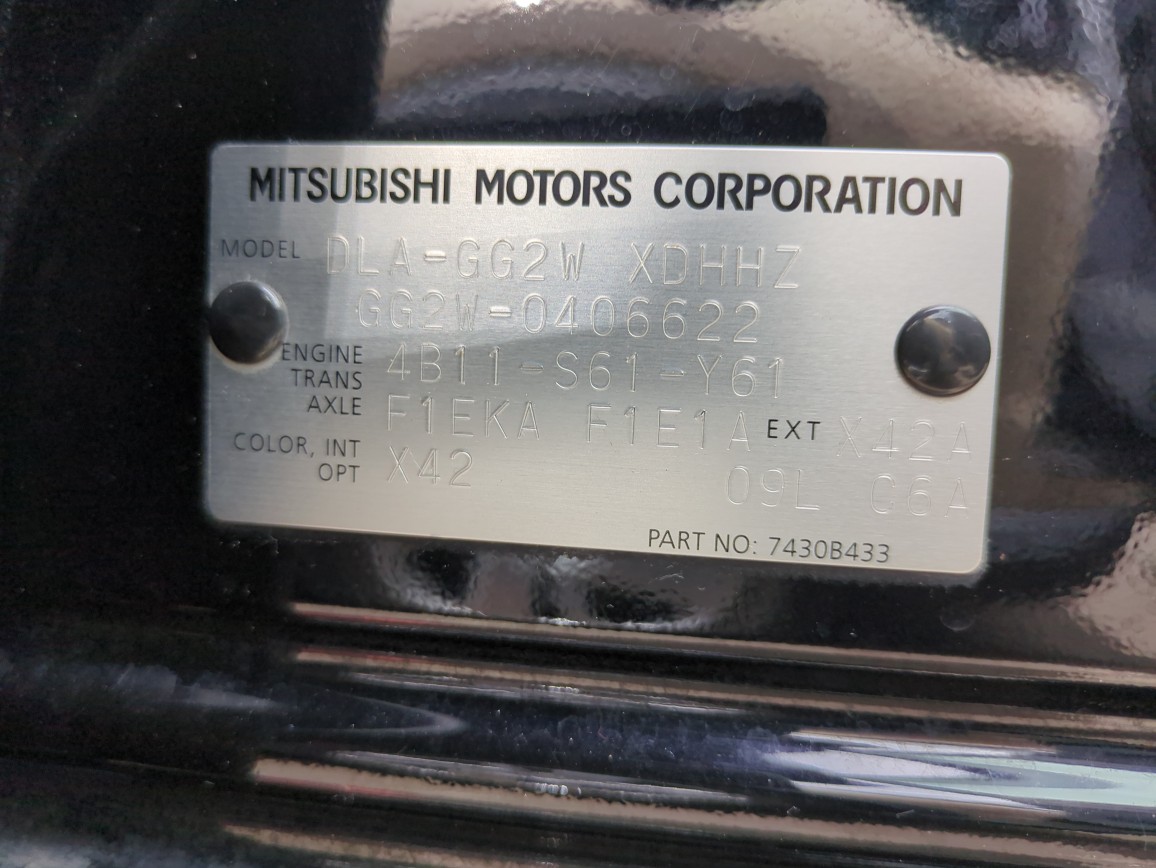 MITSUBISHI MOTORS CORPORATION
MODEL DLA-GG2W XDHHZ
GG2W-0406622
ENGINE 4B11-S61-Y61
TRANS
AXLE F1EKA F1E1A EXT X42A
COLOR, INT
OPT X42 09L C6A
PART NO: 7430B433